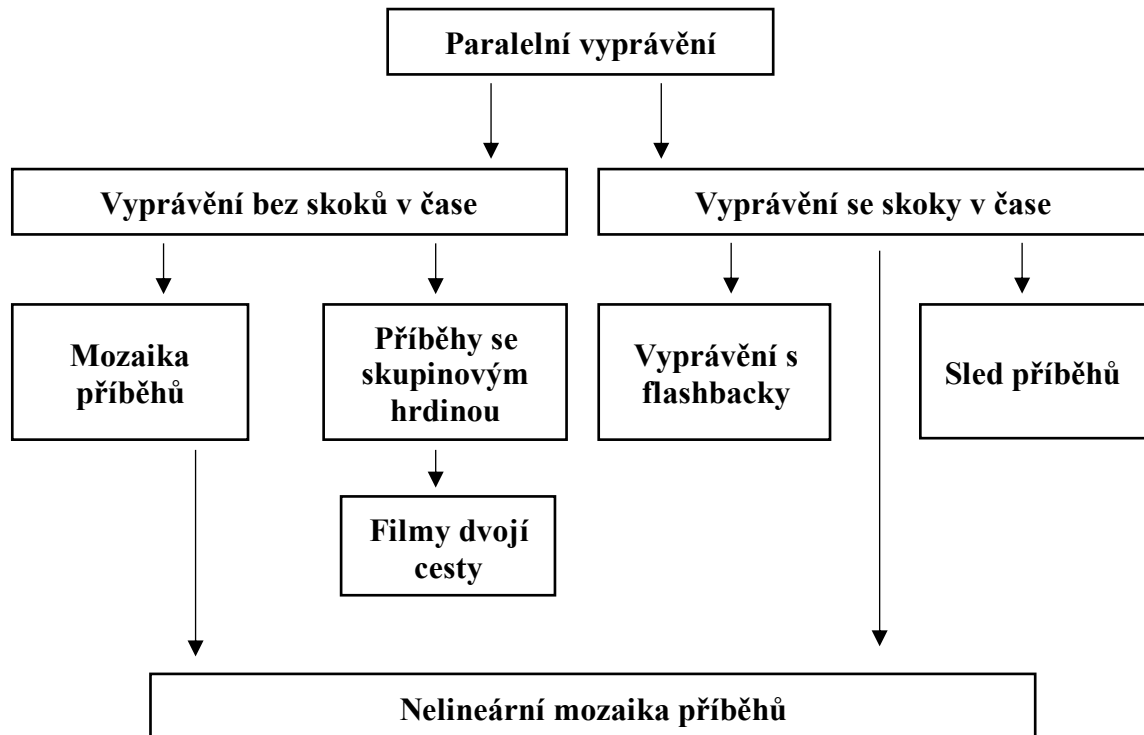 Paralelní vyprávění
Vyprávění bez skoků v čase
Vyprávění se skoky v čase
Mozaika
příběhů
Příběhy se
skupinovým
hrdinou
Vyprávění s
flashbacky
Sled příběhů
Filmy dvojí
cesty
Nelineární mozaika příběhů